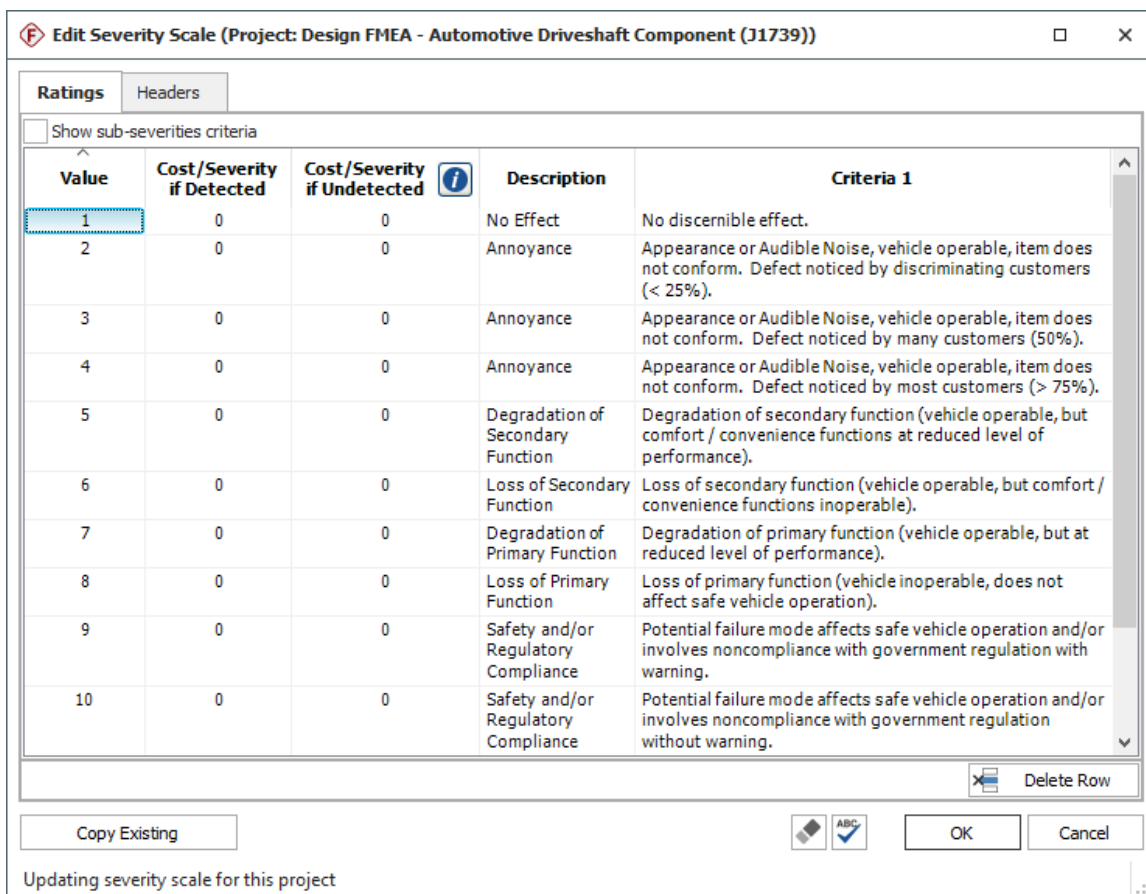 Edit Severity Scale (Project: Design FMEA - Automotive Driveshaft Component (J1739))
Ratings Headers
Show sub-severities criteria
Value Cost/Severity if Detected Cost/Severity if Undetected Description Criteria 1
1 0 0 No Effect No discernible effect.
2 0 0 Annoyance Appearance or Audible Noise, vehicle operable, item does
not conform. Defect noticed by discriminating customers
(< 25%).
3 0 0 Annoyance Appearance or Audible Noise, vehicle operable, item does
not conform. Defect noticed by many customers (50%).
4 0 0 Annoyance Appearance or Audible Noise, vehicle operable, item does
not conform. Defect noticed by most customers (> 75%).
5 0 0 Degradation of Degradation of secondary function (vehicle operable, but
Secondary comfort / convenience functions at reduced level of
Function performance).
6 0 0 Loss of Secondary Loss of secondary function (vehicle operable, but comfort /
Function convenience functions inoperable).
7 0 0 Degradation of Degradation of primary function (vehicle operable, but at
Primary Function reduced level of performance).
8 0 0 Loss of Primary Loss of primary function (vehicle inoperable, does not
Function affect safe vehicle operation).
9 0 0 Safety and/or Potential failure mode affects safe vehicle operation and/or
Regulatory involves noncompliance with government regulation with
Compliance warning.
10 0 0 Safety and/or Potential failure mode affects safe vehicle operation and/or
Regulatory involves noncompliance with government regulation
Compliance without warning.
Delete Row
Copy Existing ABC OK Cancel
Updating severity scale for this project